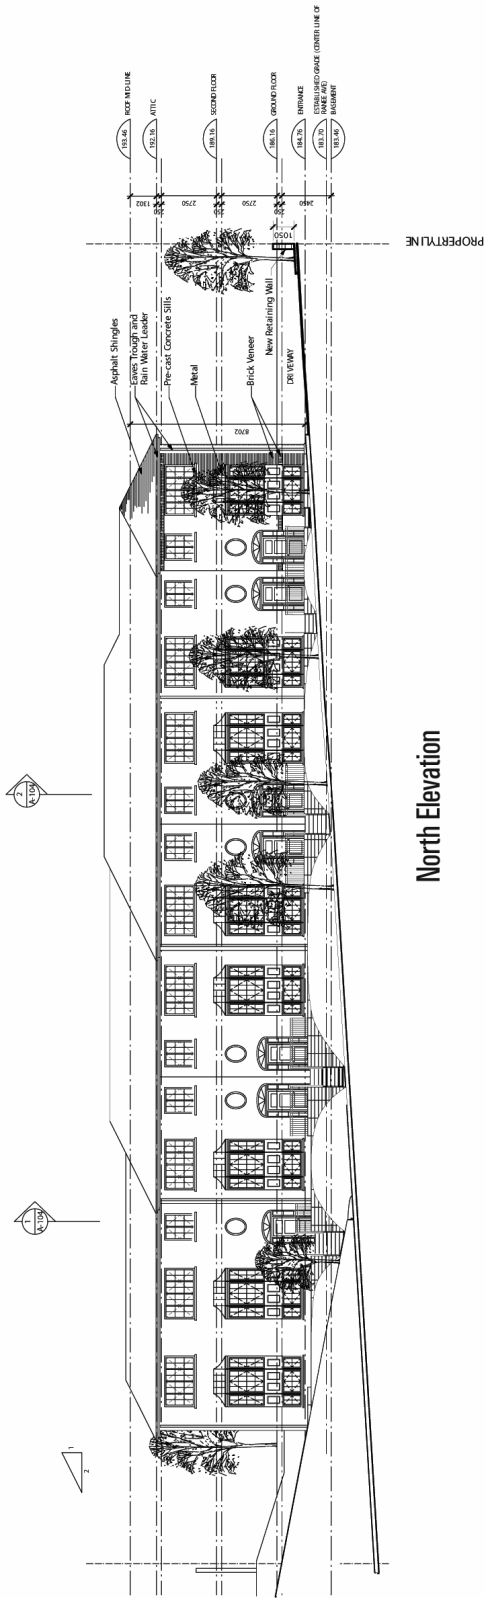 193.46
ROOF MID LINE
192.16
ATTIC
189.16
SECOND FLOOR
186.16
GROUND FLOOR
184.76
ENTRANCE
183.70
ESTABLISHED GRADE (CENTER LINE OF
RANEE AVE)
183.46
BASEMENT
1302
250
2750
250
2750
250
2450
1050
PROPERTYLINE
Asphalt Shingles
Eaves Trough and
Rain Water Leader
Pre-cast Concrete Sills
Metal
Brick Veneer
New Retaining Wall
DRIVEWAY
8702
2
A-104
1
A-104
1
2
North Elevation